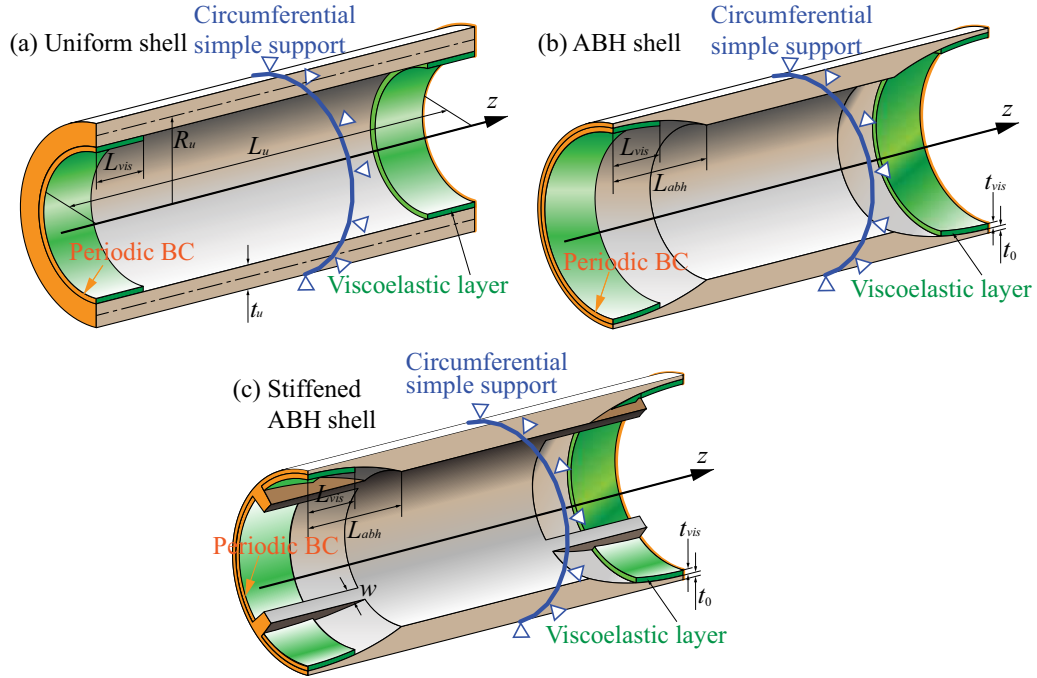 (a) Uniform shell
Circumferential
simple support
z
R_u
L_u
L_vis
Periodic BC
Viscoelastic layer
t_u
(b) ABH shell
Circumferential
simple support
z
L_vis
L_abh
t_vis
t_0
Periodic BC
Viscoelastic layer
(c) Stiffened
ABH shell
Circumferential
simple support
z
L_vis
L_abh
Periodic BC
w
t_vis
t_0
Viscoelastic layer